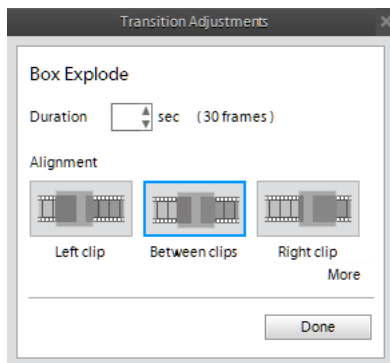 Transition Adjustments
Box Explode
Duration sec (30 frames)
Alignment
Left clip Between clips Right clip
More
Done